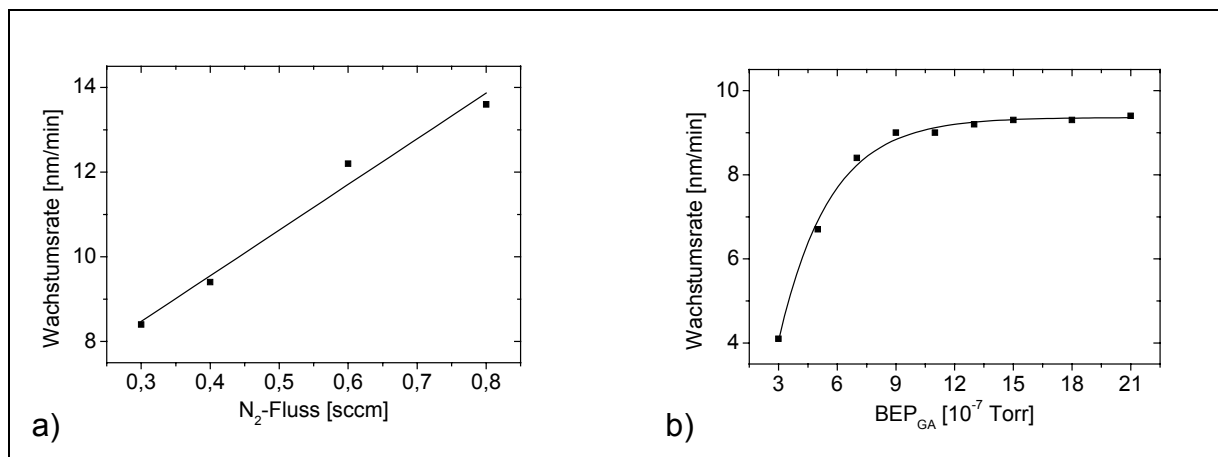 14
12
10
8
Wachstumsrate [nm/min]
0,3 0,4 0,5 0,6 0,7 0,8
N₂-Fluss [sccm]
a)
10
8
6
4
Wachstumsrate [nm/min]
3 6 9 12 15 18 21
BEP_GA [10⁻⁷ Torr]
b)